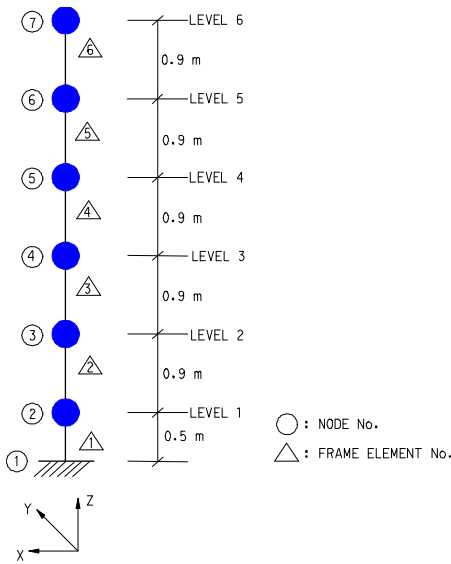 7 LEVEL 6
6 0.9 m
6 LEVEL 5
5 0.9 m
5 LEVEL 4
4 0.9 m
4 LEVEL 3
3 0.9 m
3 LEVEL 2
2 0.9 m
2 LEVEL 1
1 0.5 m
1
: NODE No.
: FRAME ELEMENT No.
Z
Y
X